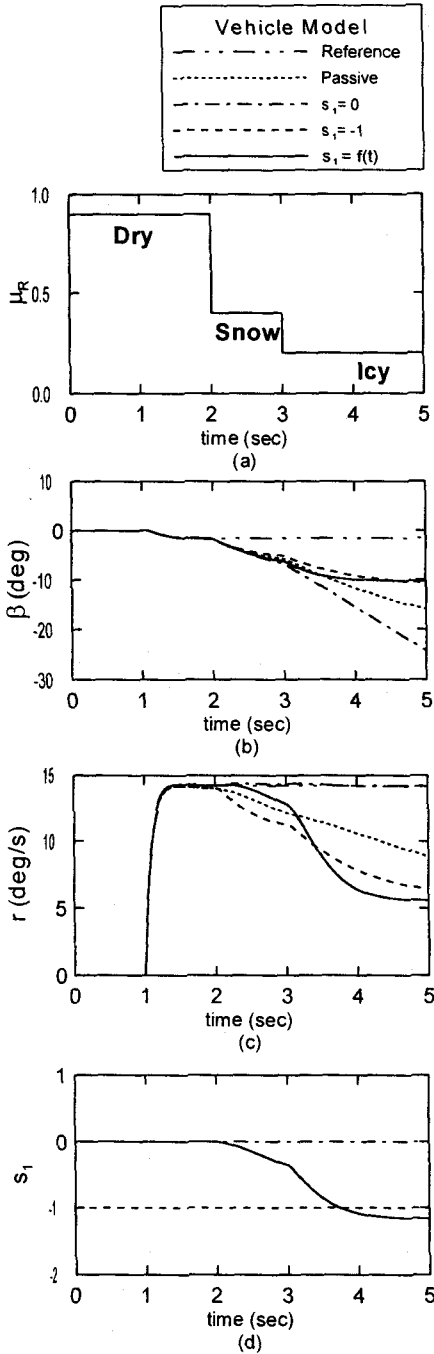 Vehicle Model
Reference
Passive
s₁= 0
s₁= -1
s₁ = f(t)
1.0
0.5
0.0
μR
Dry
Snow
Icy
0 1 2 3 4 5
time (sec)
(a)
10
0
-10
-20
-30
β (deg)
0 1 2 3 4 5
time (sec)
(b)
15
10
5
0
r (deg/s)
0 1 2 3 4 5
time (sec)
(c)
1
0
-1
-2
s₁
0 1 2 3 4 5
time (sec)
(d)